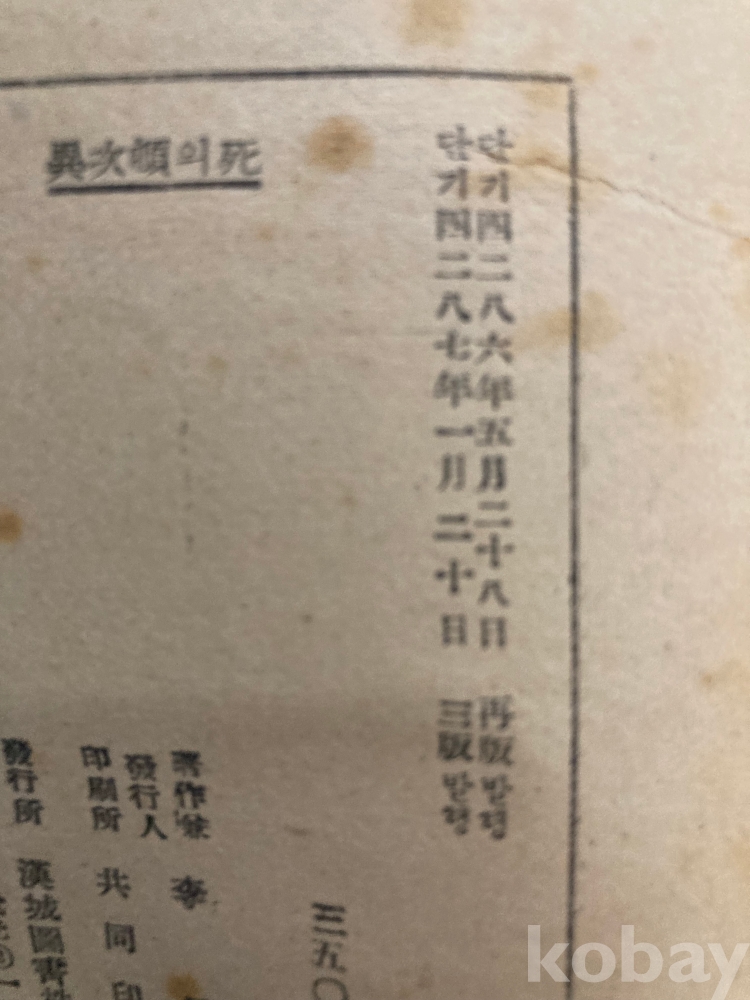 단기四二八六年五月二十八日 再版발행
단기四二八七年一月二十日 三版발행
異次頓의死
三五〇
著作兼
發行人 李
印刷所 共同印
發行所 漢城圖書
kobay